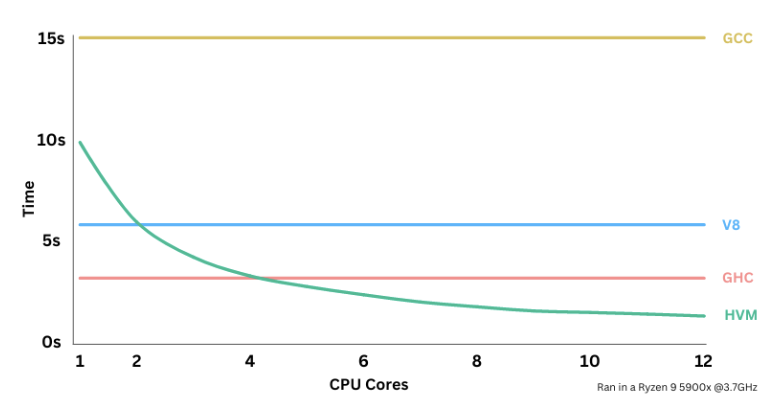 15s
GCC
10s
Time
V8
5s
GHC
HVM
0s
1 2 4 6 8 10 12
CPU Cores
Ran in a Ryzen 9 5900x @3.7GHz